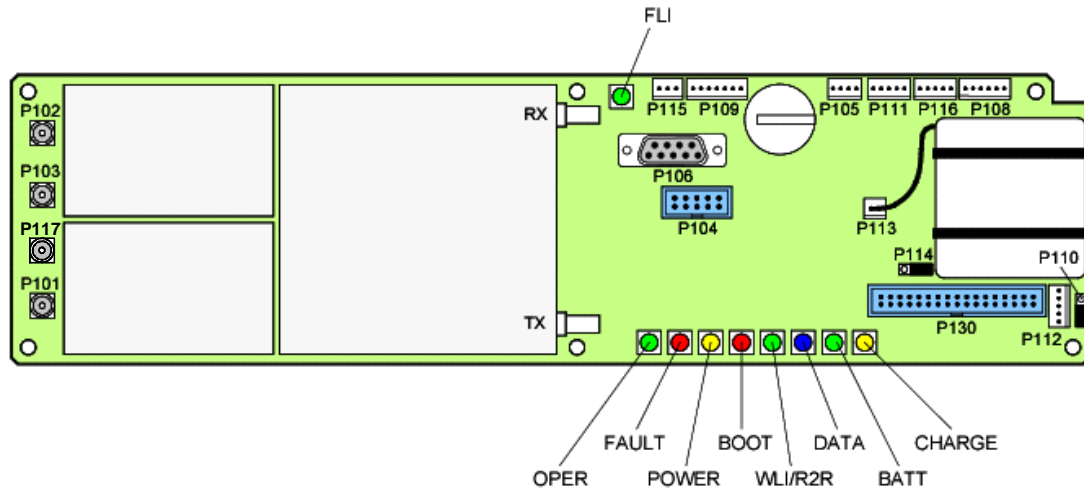 FLI
P102
P103
P117
P101
RX
TX
P115
P109
P105
P111
P116
P108
P106
P104
P113
P114
P110
P130
P112
FAULT
BOOT
DATA
CHARGE
OPER
POWER
WLI/R2R
BATT